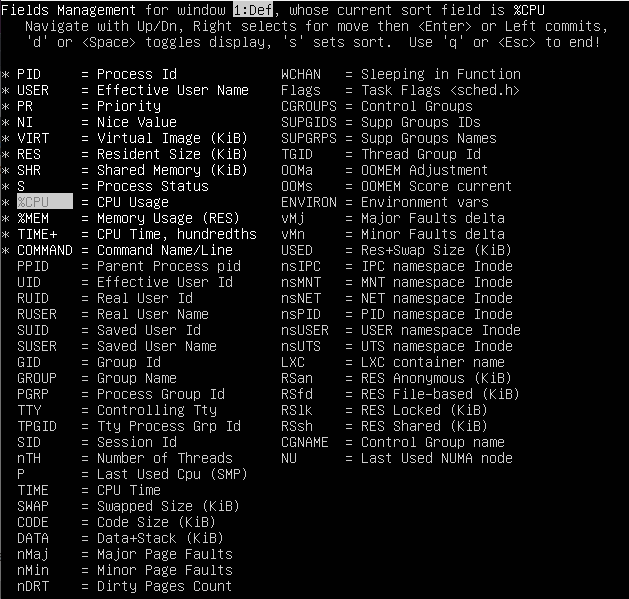 Fields Management for window 1:Def, whose current sort field is %CPU
   Navigate with Up/Dn, Right selects for move then <Enter> or Left commits,
   'd' or <Space> toggles display, 's' sets sort.  Use 'q' or <Esc> to end!
* PID     = Process Id             WCHAN   = Sleeping in Function
* USER    = Effective User Name    Flags   = Task Flags <sched.h>
* PR      = Priority               CGROUPS = Control Groups
* NI      = Nice Value             SUPGIDS = Supp Groups IDs
* VIRT    = Virtual Image (KiB)    SUPGRPS = Supp Groups Names
* RES     = Resident Size (KiB)    TGID    = Thread Group Id
* SHR     = Shared Memory (KiB)    OOMa    = OOMEM Adjustment
* S       = Process Status         OOMs    = OOMEM Score current
* %CPU    = CPU Usage              ENVIRON = Environment vars
* %MEM    = Memory Usage (RES)     vMj     = Major Faults delta
* TIME+   = CPU Time, hundredths   vMn     = Minor Faults delta
* COMMAND = Command Name/Line      USED    = Res+Swap Size (KiB)
  PPID    = Parent Process pid     nsIPC   = IPC namespace Inode
  UID     = Effective User Id      nsMNT   = MNT namespace Inode
  RUID    = Real User Id           nsNET   = NET namespace Inode
  RUSER   = Real User Name         nsPID   = PID namespace Inode
  SUID    = Saved User Id          nsUSER  = USER namespace Inode
  SUSER   = Saved User Name        nsUTS   = UTS namespace Inode
  GID     = Group Id               LXC     = LXC container name
  GROUP   = Group Name             RSan    = RES Anonymous (KiB)
  PGRP    = Process Group Id       RSfd    = RES File-based (KiB)
  TTY     = Controlling Tty        RSlk    = RES Locked (KiB)
  TPGID   = Tty Process Grp Id     RSsh    = RES Shared (KiB)
  SID     = Session Id             CGNAME  = Control Group name
  nTH     = Number of Threads      NU      = Last Used NUMA node
  P       = Last Used Cpu (SMP)
  TIME    = CPU Time
  SWAP    = Swapped Size (KiB)
  CODE    = Code Size (KiB)
  DATA    = Data+Stack (KiB)
  nMaj    = Major Page Faults
  nMin    = Minor Page Faults
  nDRT    = Dirty Pages Count